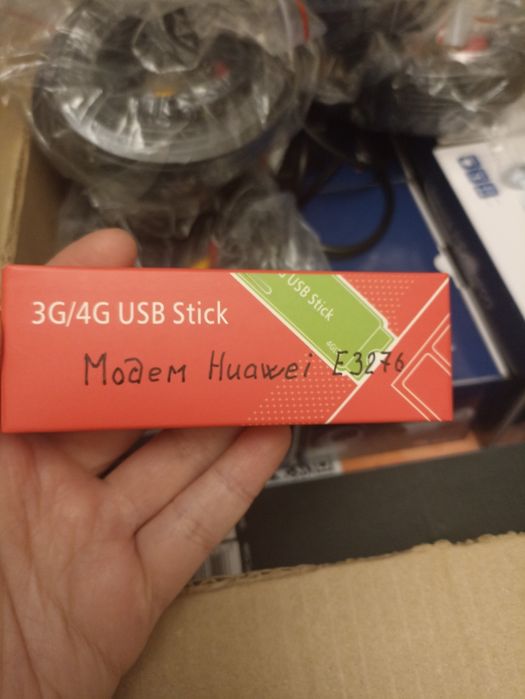 3G/4G USB Stick
USB Stick
Модем Huawei E3276